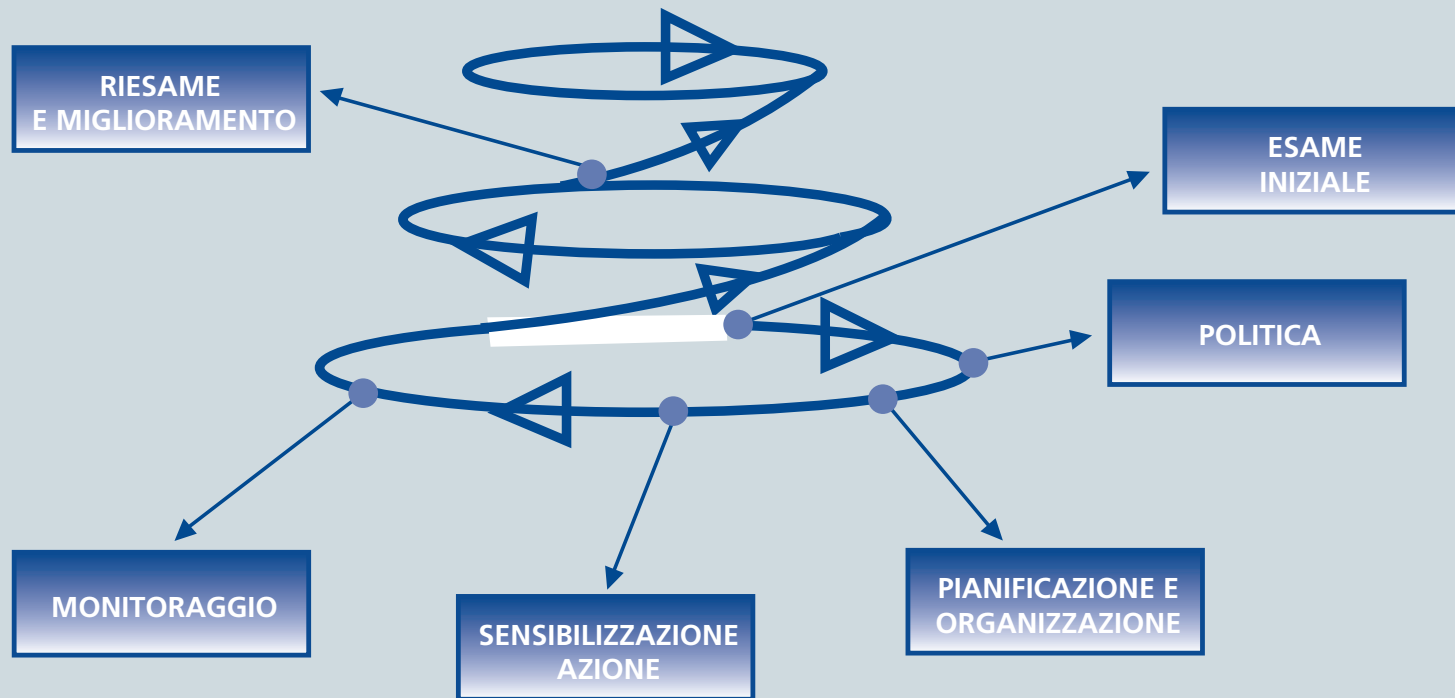 RIESAME
E MIGLIORAMENTO
ESAME
INIZIALE
POLITICA
MONITORAGGIO
SENSIBILIZZAZIONE
AZIONE
PIANIFICAZIONE E
ORGANIZZAZIONE